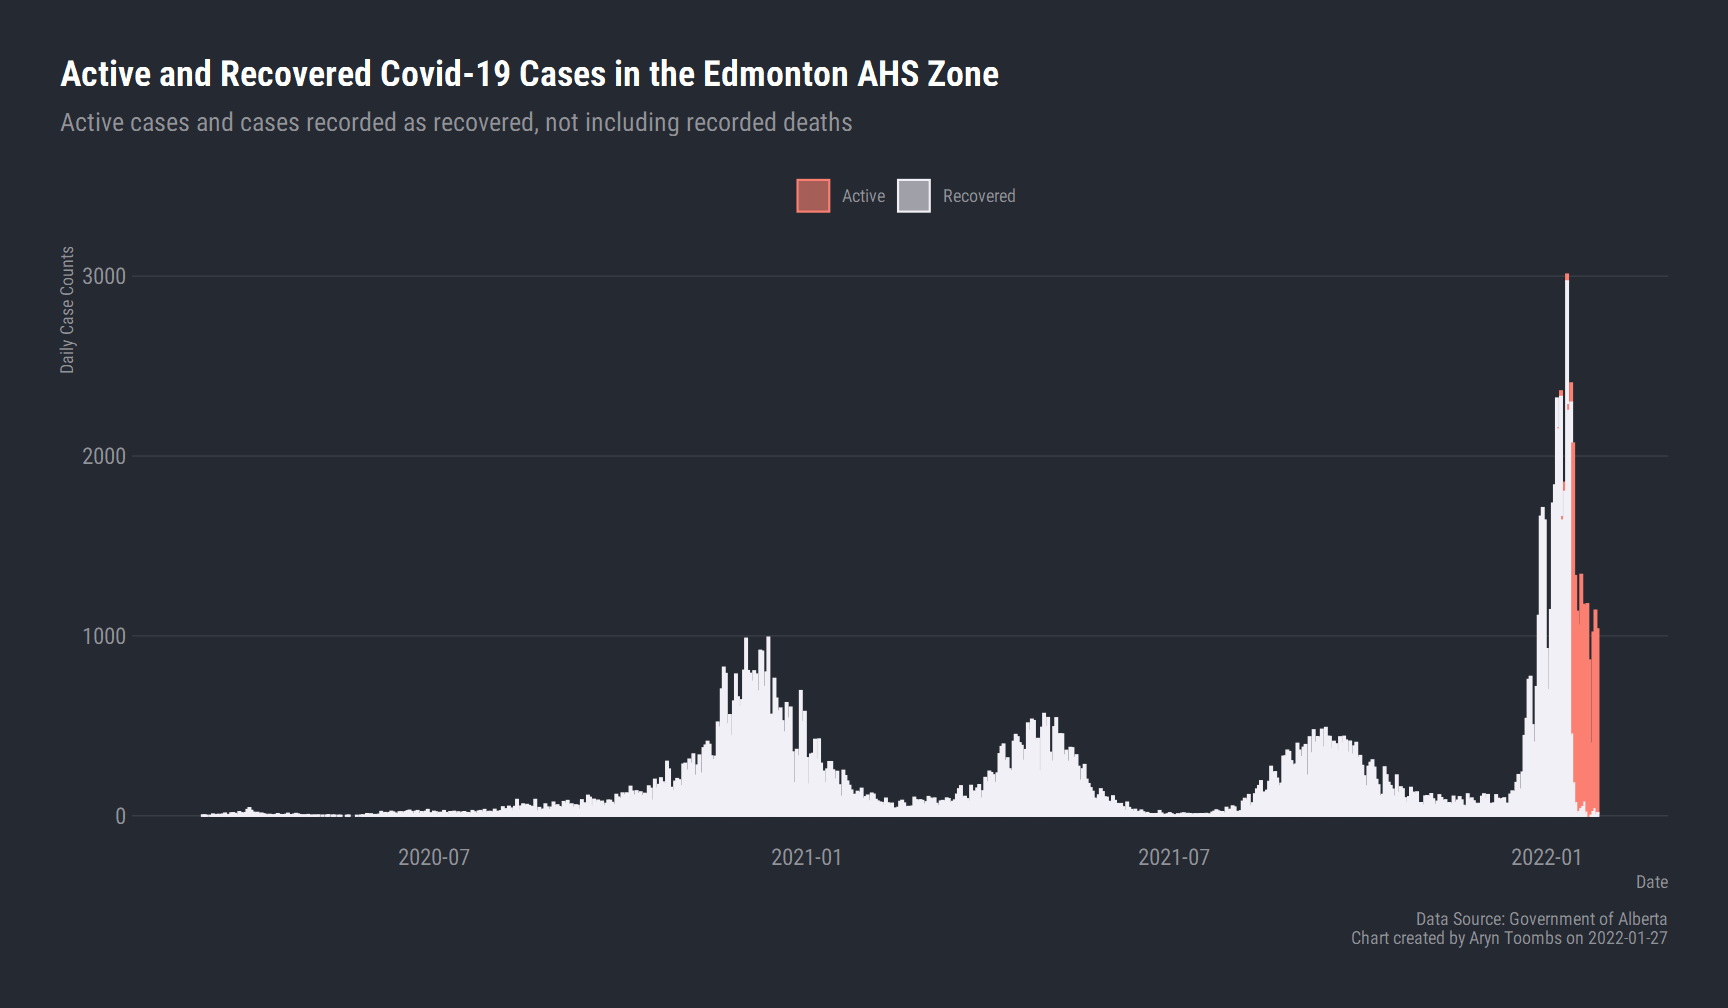 Active and Recovered Covid-19 Cases in the Edmonton AHS Zone
Active cases and cases recorded as recovered, not including recorded deaths
Active
Recovered
Daily Case Counts
3000
2000
1000
0
2020-07
2021-01
2021-07
2022-01
Date
Data Source: Government of Alberta
Chart created by Aryn Toombs on 2022-01-27